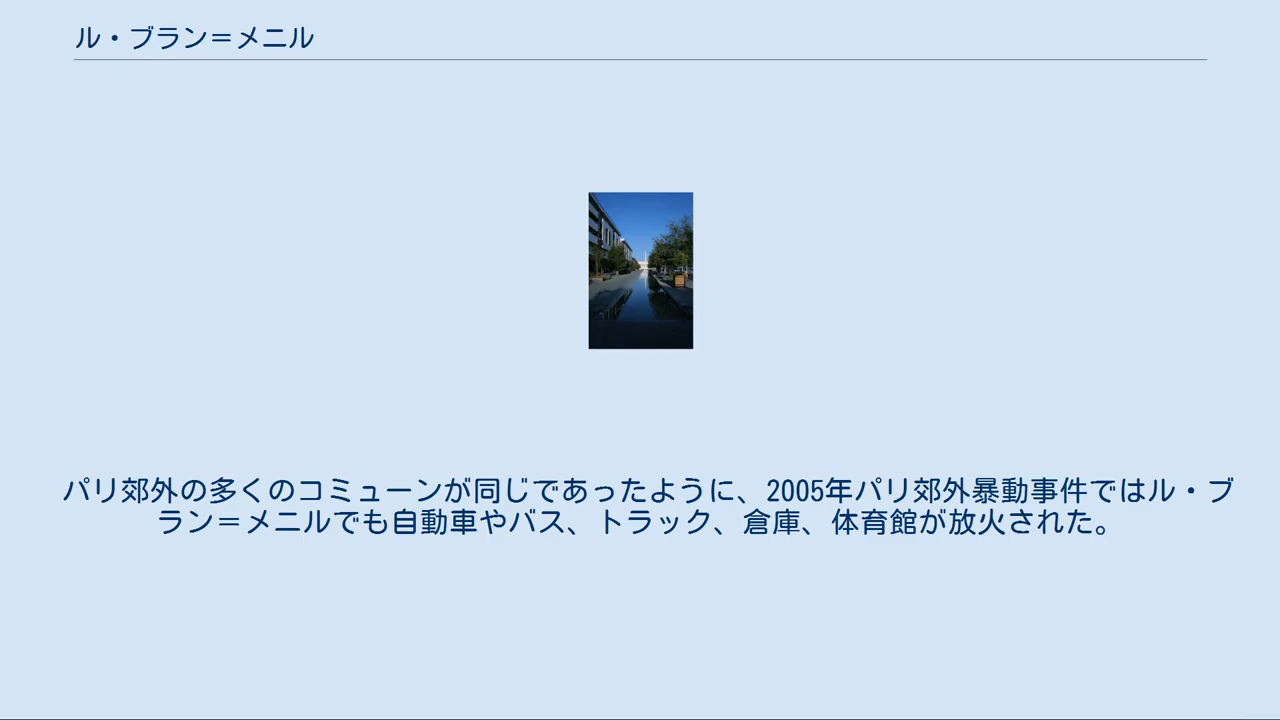 ル・ブラン＝メニル
パリ郊外の多くのコミューンが同じであったように、2005年パリ郊外暴動事件ではル・ブ
ラン＝メニルでも自動車やバス、トラック、倉庫、体育館が放火された。